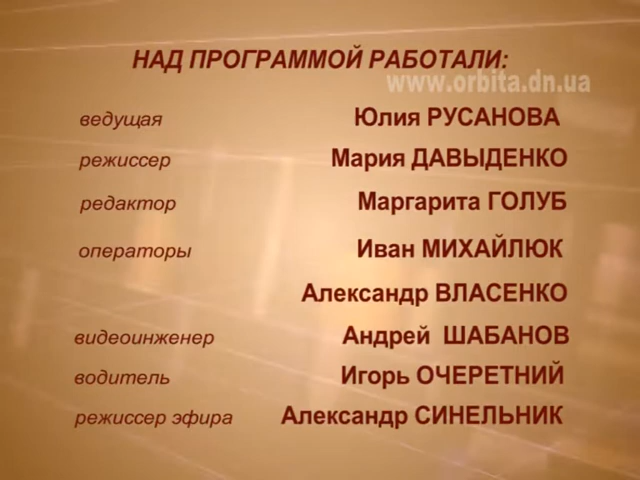 НАД ПРОГРАММОЙ РАБОТАЛИ:
www.orbita.dn.ua
ведущая Юлия РУСАНОВА
режиссер Мария ДАВЫДЕНКО
редактор Маргарита ГОЛУБ
операторы Иван МИХАЙЛЮК
Александр ВЛАСЕНКО
видеоинженер Андрей ШАБАНОВ
водитель Игорь ОЧЕРЕТНИЙ
режиссер эфира Александр СИНЕЛЬНИК